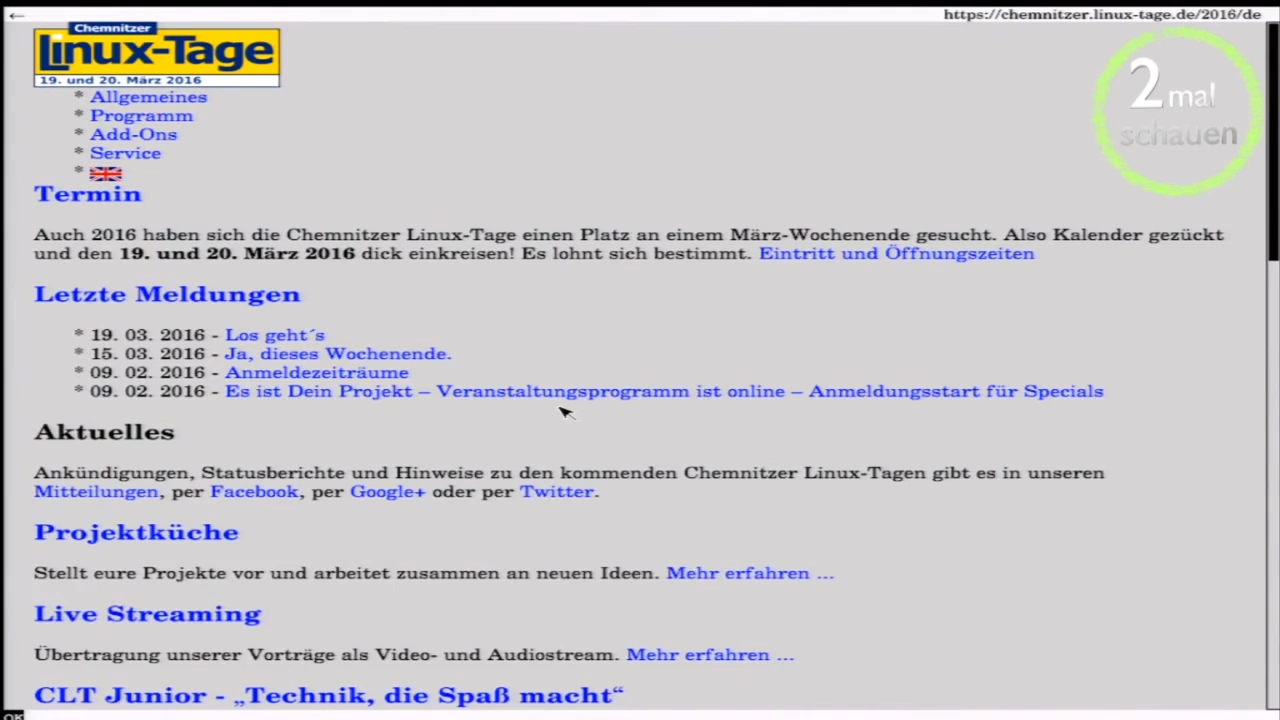 ←
https://chemnitzer.linux-tage.de/2016/de
Chemnitzer
Linux-Tage
19. und 20. März 2016
2mal
schauen
* Allgemeines
* Programm
* Add-Ons
* Service
*
Termin
Auch 2016 haben sich die Chemnitzer Linux-Tage einen Platz an einem März-Wochenende gesucht. Also Kalender gezückt
und den 19. und 20. März 2016 dick einkreisen! Es lohnt sich bestimmt. Eintritt und Öffnungszeiten
Letzte Meldungen
* 19. 03. 2016 - Los geht´s
* 15. 03. 2016 - Ja, dieses Wochenende.
* 09. 02. 2016 - Anmeldezeiträume
* 09. 02. 2016 - Es ist Dein Projekt – Veranstaltungsprogramm ist online – Anmeldungsstart für Specials
Aktuelles
Ankündigungen, Statusberichte und Hinweise zu den kommenden Chemnitzer Linux-Tagen gibt es in unseren
Mitteilungen, per Facebook, per Google+ oder per Twitter.
Projektküche
Stellt eure Projekte vor und arbeitet zusammen an neuen Ideen. Mehr erfahren ...
Live Streaming
Übertragung unserer Vorträge als Video- und Audiostream. Mehr erfahren ...
CLT Junior - „Technik, die Spaß macht“
OK